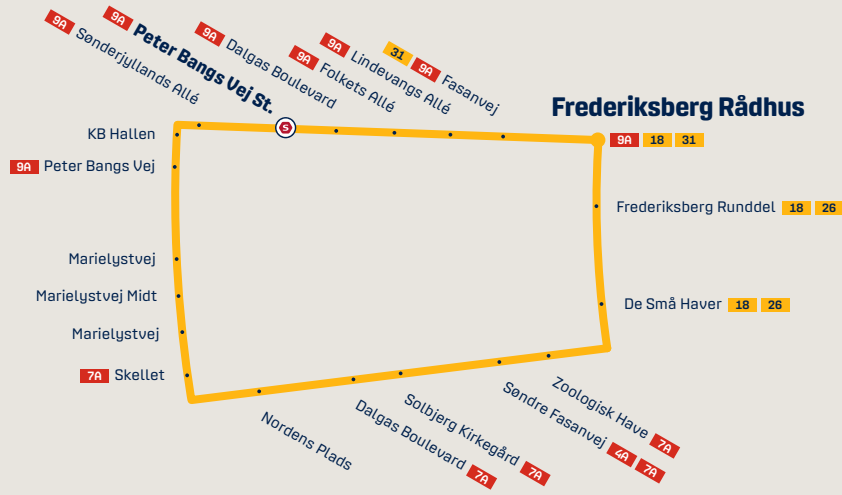 9A Sønderjyllands Allé
9A Peter Bangs Vej St.
9A Dalgas Boulevard
9A Folkets Allé
9A Lindevangs Allé
31 9A Fasanvej
Frederiksberg Rådhus
9A 18 31
S
KB Hallen
9A Peter Bangs Vej
Frederiksberg Runddel 18 26
Marielystvej
Marielystvej Midt
De Små Haver 18 26
Marielystvej
7A Skellet
Nordens Plads
Dalgas Boulevard 7A
Solbjerg Kirkegård 7A
Søndre Fasanvej 4A 7A
Zoologisk Have 7A